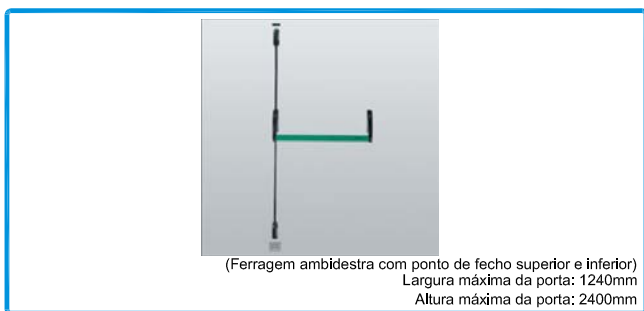 (Ferragem ambidestra com ponto de fecho superior e inferior)
Largura máxima da porta: 1240mm
Altura máxima da porta: 2400mm